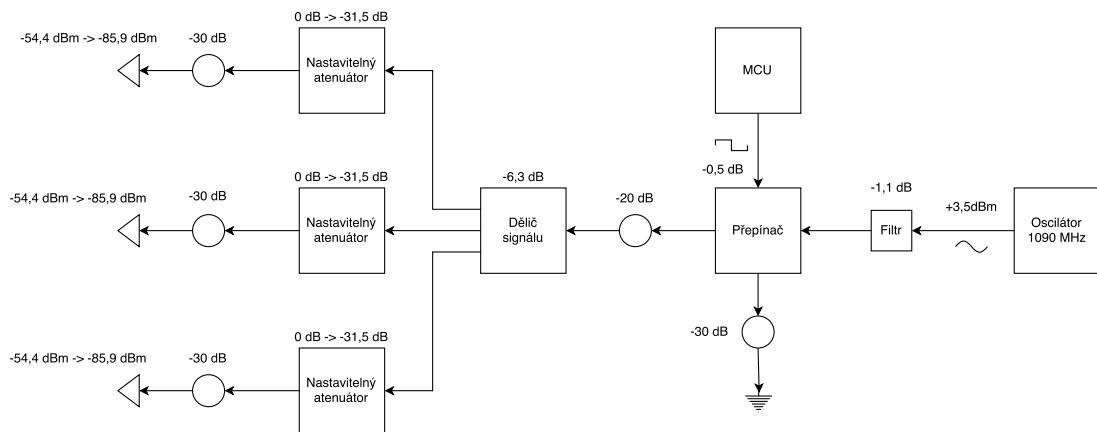 0 dB -> -31,5 dB
-54,4 dBm -> -85,9 dBm
-30 dB
Nastavitelný
atenuátor
MCU
-0,5 dB
0 dB -> -31,5 dB
-54,4 dBm -> -85,9 dBm
-30 dB
Nastavitelný
atenuátor
-6,3 dB
Dělič
signálu
-20 dB
Přepínač
-1,1 dB
Filtr
+3,5dBm
Oscilátor
1090 MHz
-30 dB
0 dB -> -31,5 dB
-54,4 dBm -> -85,9 dBm
-30 dB
Nastavitelný
atenuátor